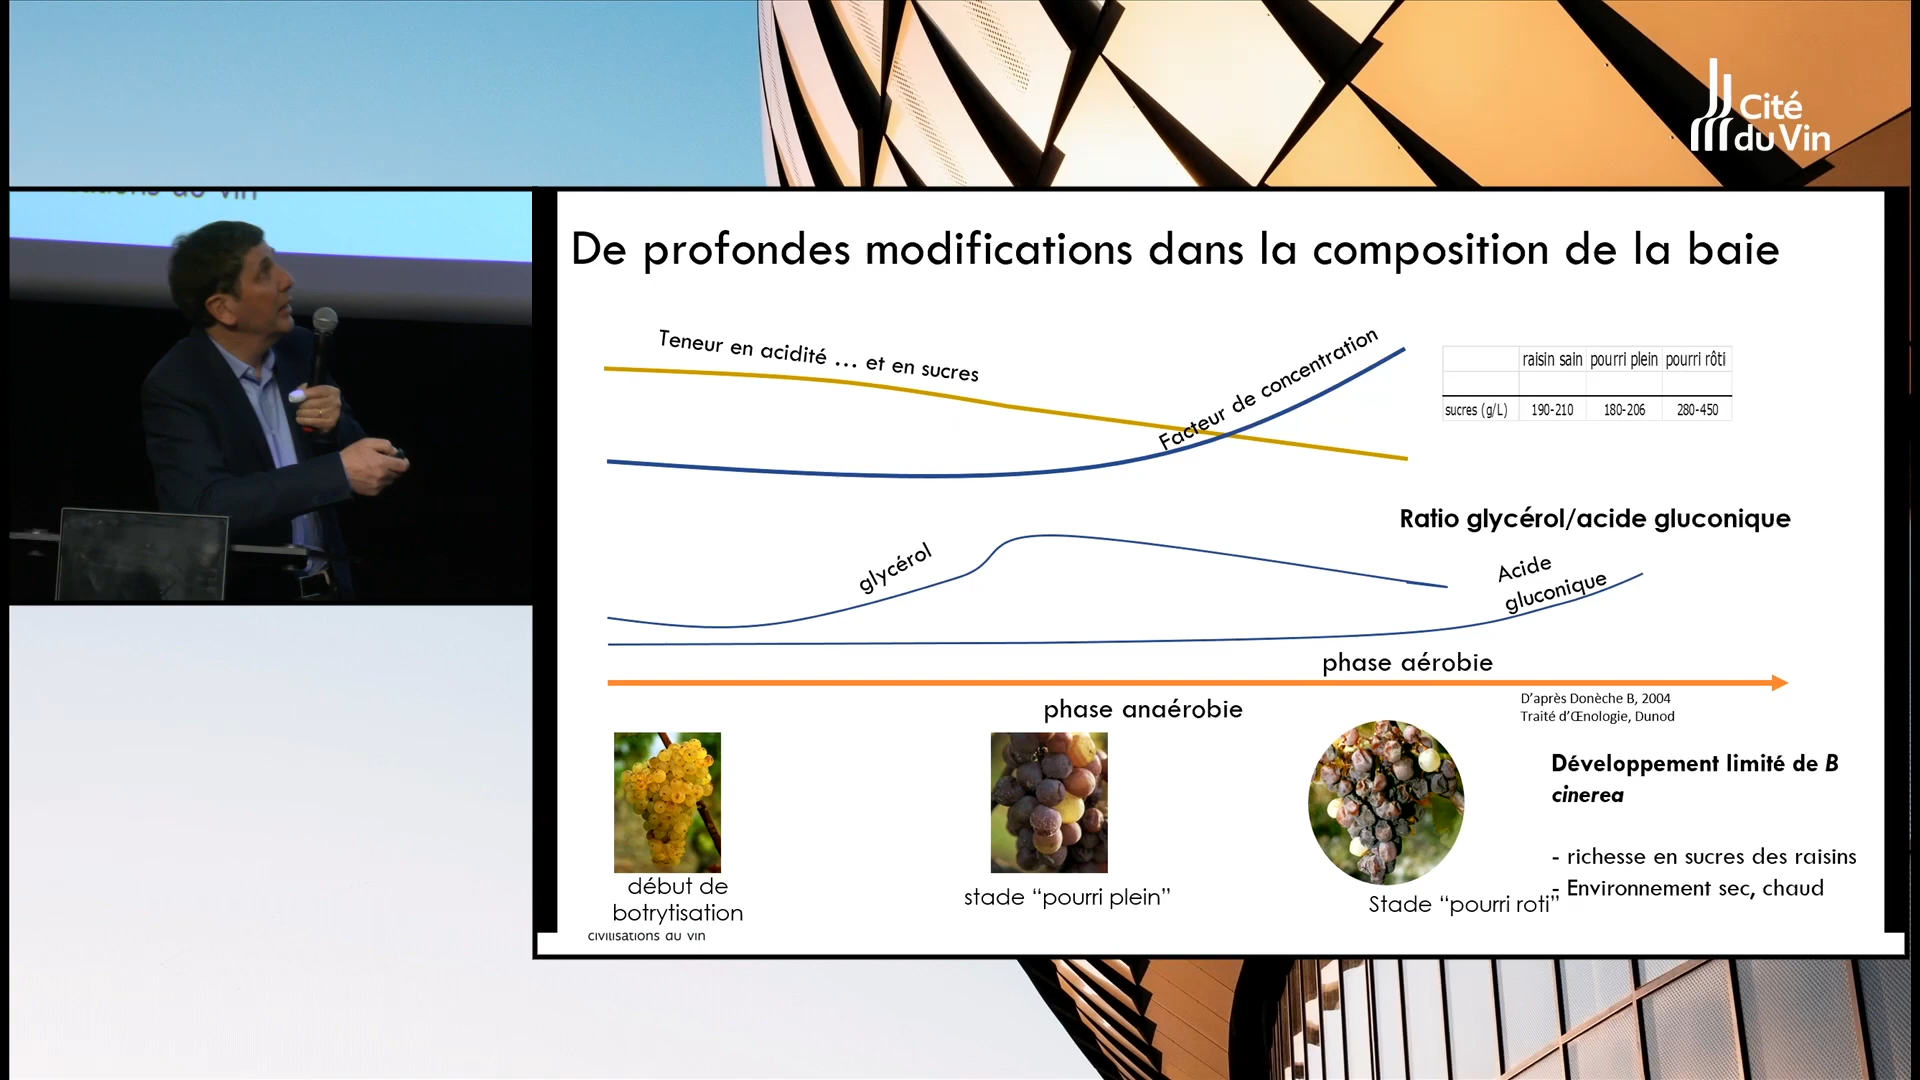 Cité
du Vin
De profondes modifications dans la composition de la baie
Teneur en acidité ... et en sucres
Facteur de concentration
raisin sain pourri plein pourri rôti
sucres (g/L) 190-210 180-206 280-450
Ratio glycérol/acide gluconique
glycérol
Acide
gluconique
phase aérobie
phase anaérobie
D'après Donèche B, 2004
Traité d'Œnologie, Dunod
début de
botrytisation
stade “pourri plein”
Stade “pourri roti”
Développement limité de B
cinerea
- richesse en sucres des raisins
- Environnement sec, chaud
civilisations du vin